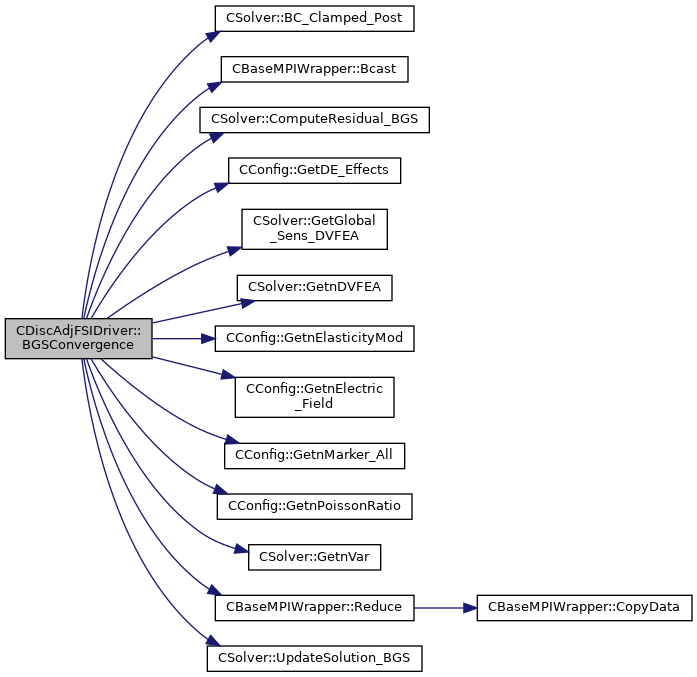 CSolver::BC_Clamped_Post
CBaseMPIWrapper::Bcast
CSolver::ComputeResidual_BGS
CConfig::GetDE_Effects
CSolver::GetGlobal
_Sens_DVFEA
CSolver::GetnDVFEA
CDiscAdjFSIDriver::
BGSConvergence
CConfig::GetnElasticityMod
CConfig::GetnElectric
_Field
CConfig::GetnMarker_All
CConfig::GetnPoissonRatio
CSolver::GetnVar
CBaseMPIWrapper::Reduce
CBaseMPIWrapper::CopyData
CSolver::UpdateSolution_BGS